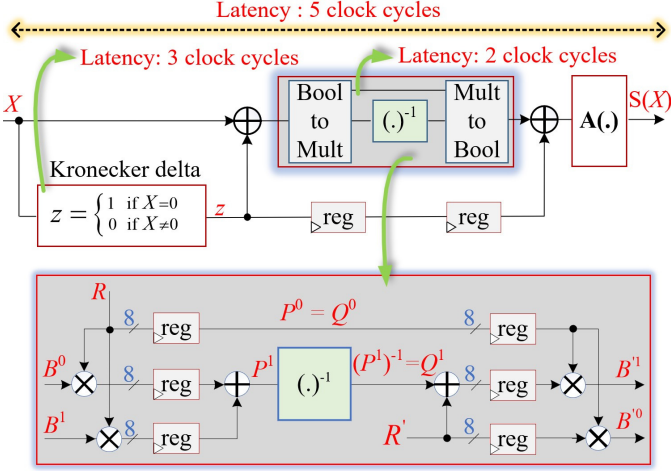 Latency : 5 clock cycles
Latency: 3 clock cycles
Latency: 2 clock cycles
X
Bool
to
Mult
(.)⁻¹
Mult
to
Bool
A(.)
S(X)
Kronecker delta
z = { 1 if X=0
0 if X≠0
z
reg
reg
R
8
reg
P⁰ = Q⁰
8
reg
B⁰
8
reg
P¹
(.)⁻¹
(P¹)⁻¹=Q¹
8
reg
B'¹
B¹
8
reg
R'
8
reg
B'⁰